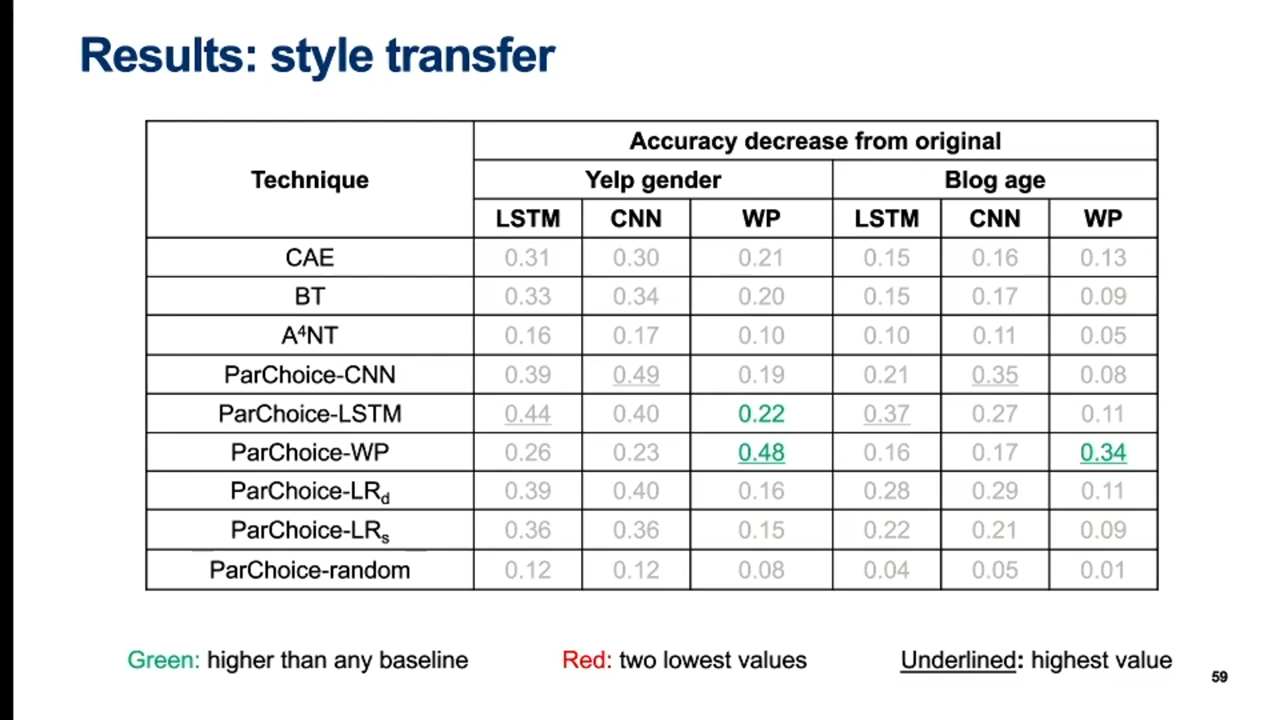 Results: style transfer
Technique
Accuracy decrease from original
Yelp gender Blog age
LSTM CNN WP LSTM CNN WP
CAE 0.31 0.30 0.21 0.15 0.16 0.13
BT 0.33 0.34 0.20 0.15 0.17 0.09
A⁴NT 0.16 0.17 0.10 0.10 0.11 0.05
ParChoice-CNN 0.39 0.49 0.19 0.21 0.35 0.08
ParChoice-LSTM 0.44 0.40 0.22 0.37 0.27 0.11
ParChoice-WP 0.26 0.23 0.48 0.16 0.17 0.34
ParChoice-LRd 0.39 0.40 0.16 0.28 0.29 0.11
ParChoice-LRs 0.36 0.36 0.15 0.22 0.21 0.09
ParChoice-random 0.12 0.12 0.08 0.04 0.05 0.01
Green: higher than any baseline Red: two lowest values Underlined: highest value
59